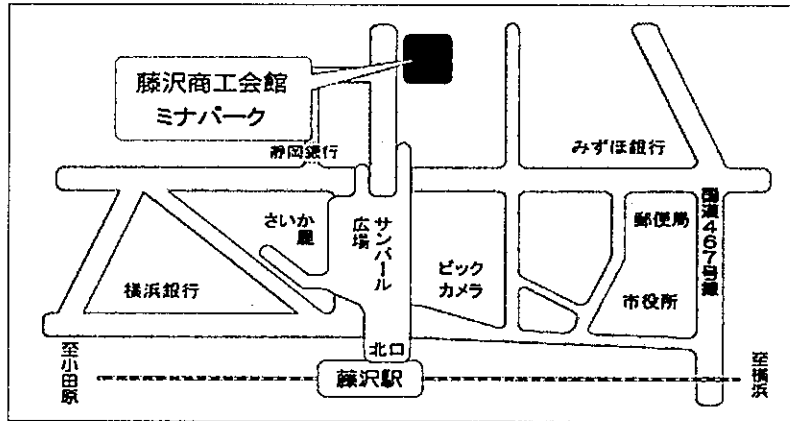 藤沢商工会館
ミナパーク
静岡銀行
みずほ銀行
さいか
屋
サンパール
広場
ビック
カメラ
郵便局
市役所
国道467号線
横浜銀行
北口
藤沢駅
至小田原
至横浜